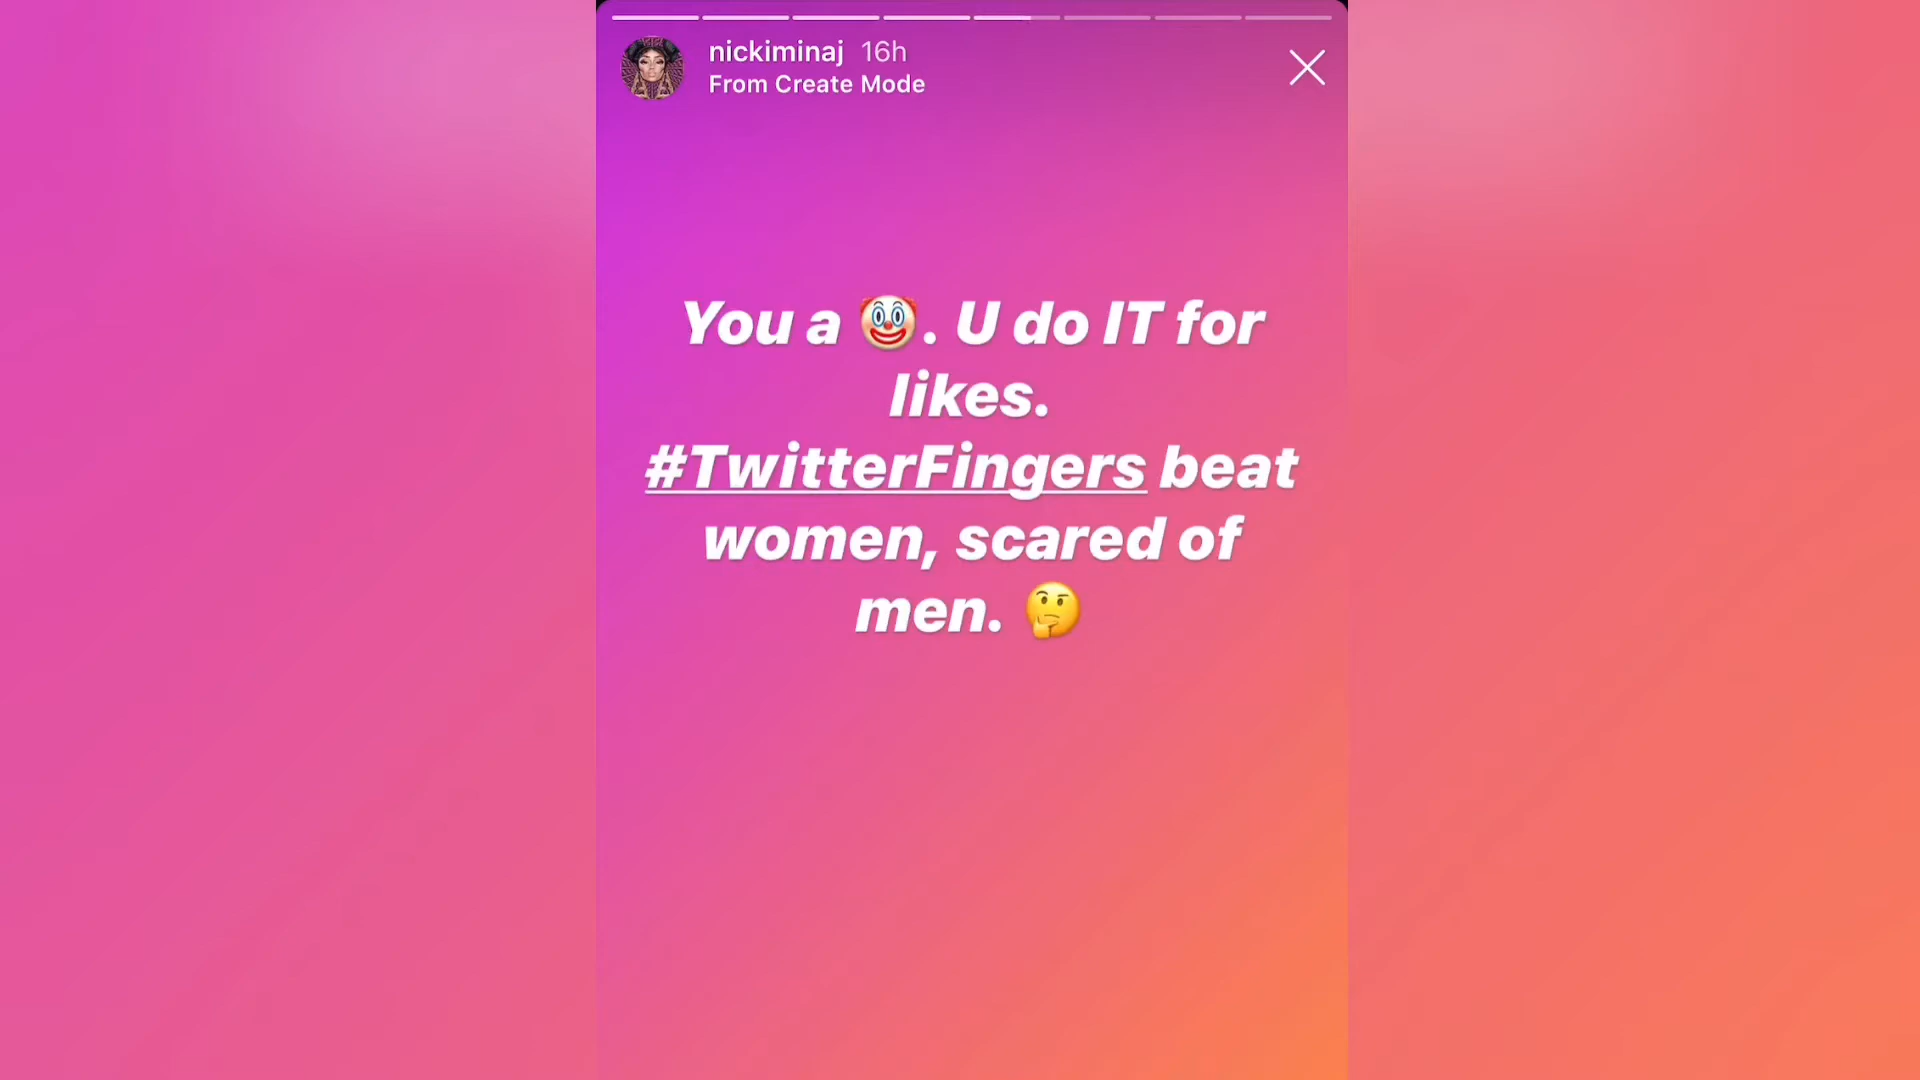 nickiminaj 16h
From Create Mode
You a 🤡. U do IT for
likes.
#TwitterFingers beat
women, scared of
men. 🤔